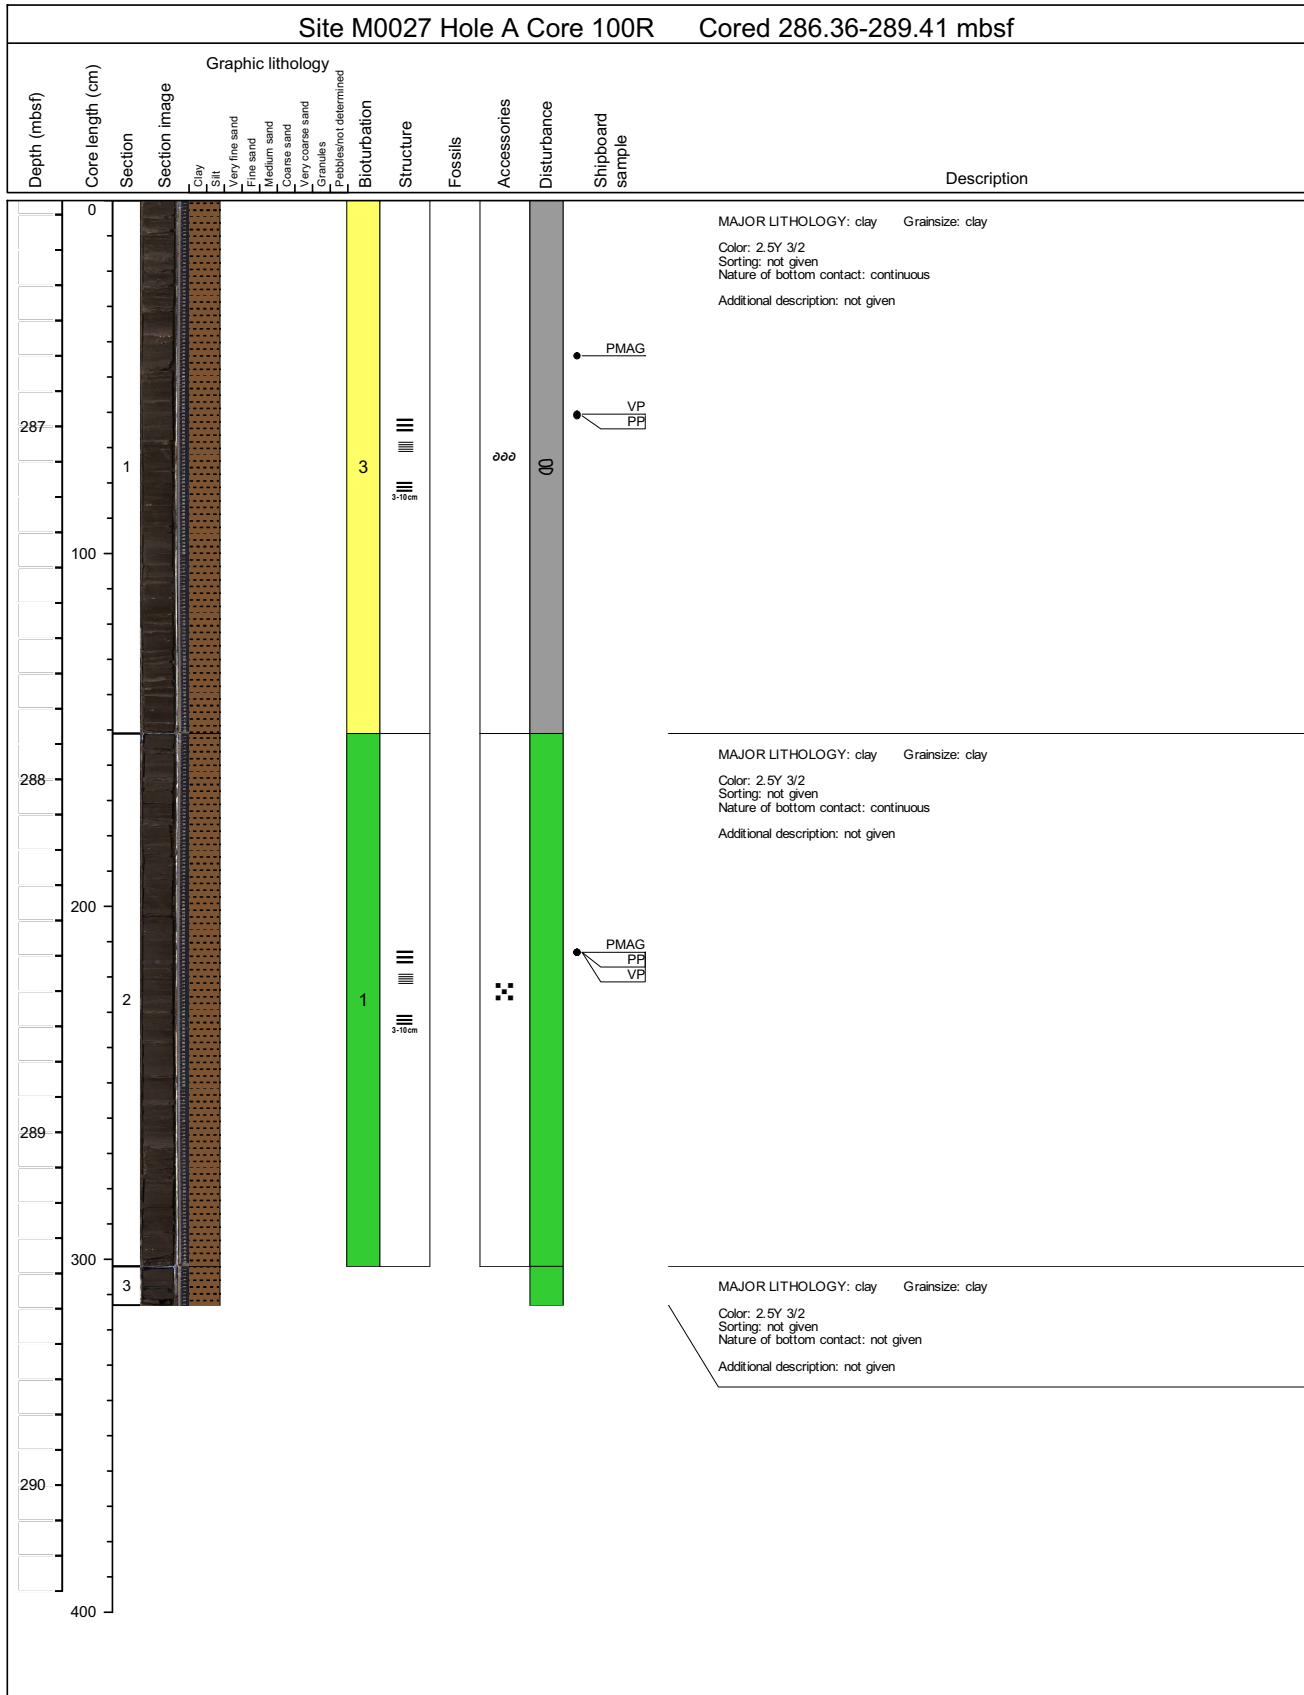 Site M0027 Hole A Core 100R Cored 286.36-289.41 mbsf
Depth (mbsf)
Core length (cm)
Section
Section image
Graphic lithology
Clay
Silt
Very fine sand
Fine sand
Medium sand
Coarse sand
Very coarse sand
Granules
Pebbles/not determined
Bioturbation
Structure
Fossils
Accessories
Disturbance
Shipboard
sample
Description
0
MAJOR LITHOLOGY: clay Grainsize: clay
Color: 2.5Y 3/2
Sorting: not given
Nature of bottom contact: continuous
Additional description: not given
PMAG
VP
PP
287
1
3
3-10cm
100
MAJOR LITHOLOGY: clay Grainsize: clay
288
Color: 2.5Y 3/2
Sorting: not given
Nature of bottom contact: continuous
Additional description: not given
200
PMAG
PP
VP
2
1
3-10cm
289
300
3
MAJOR LITHOLOGY: clay Grainsize: clay
Color: 2.5Y 3/2
Sorting: not given
Nature of bottom contact: not given
Additional description: not given
290
400